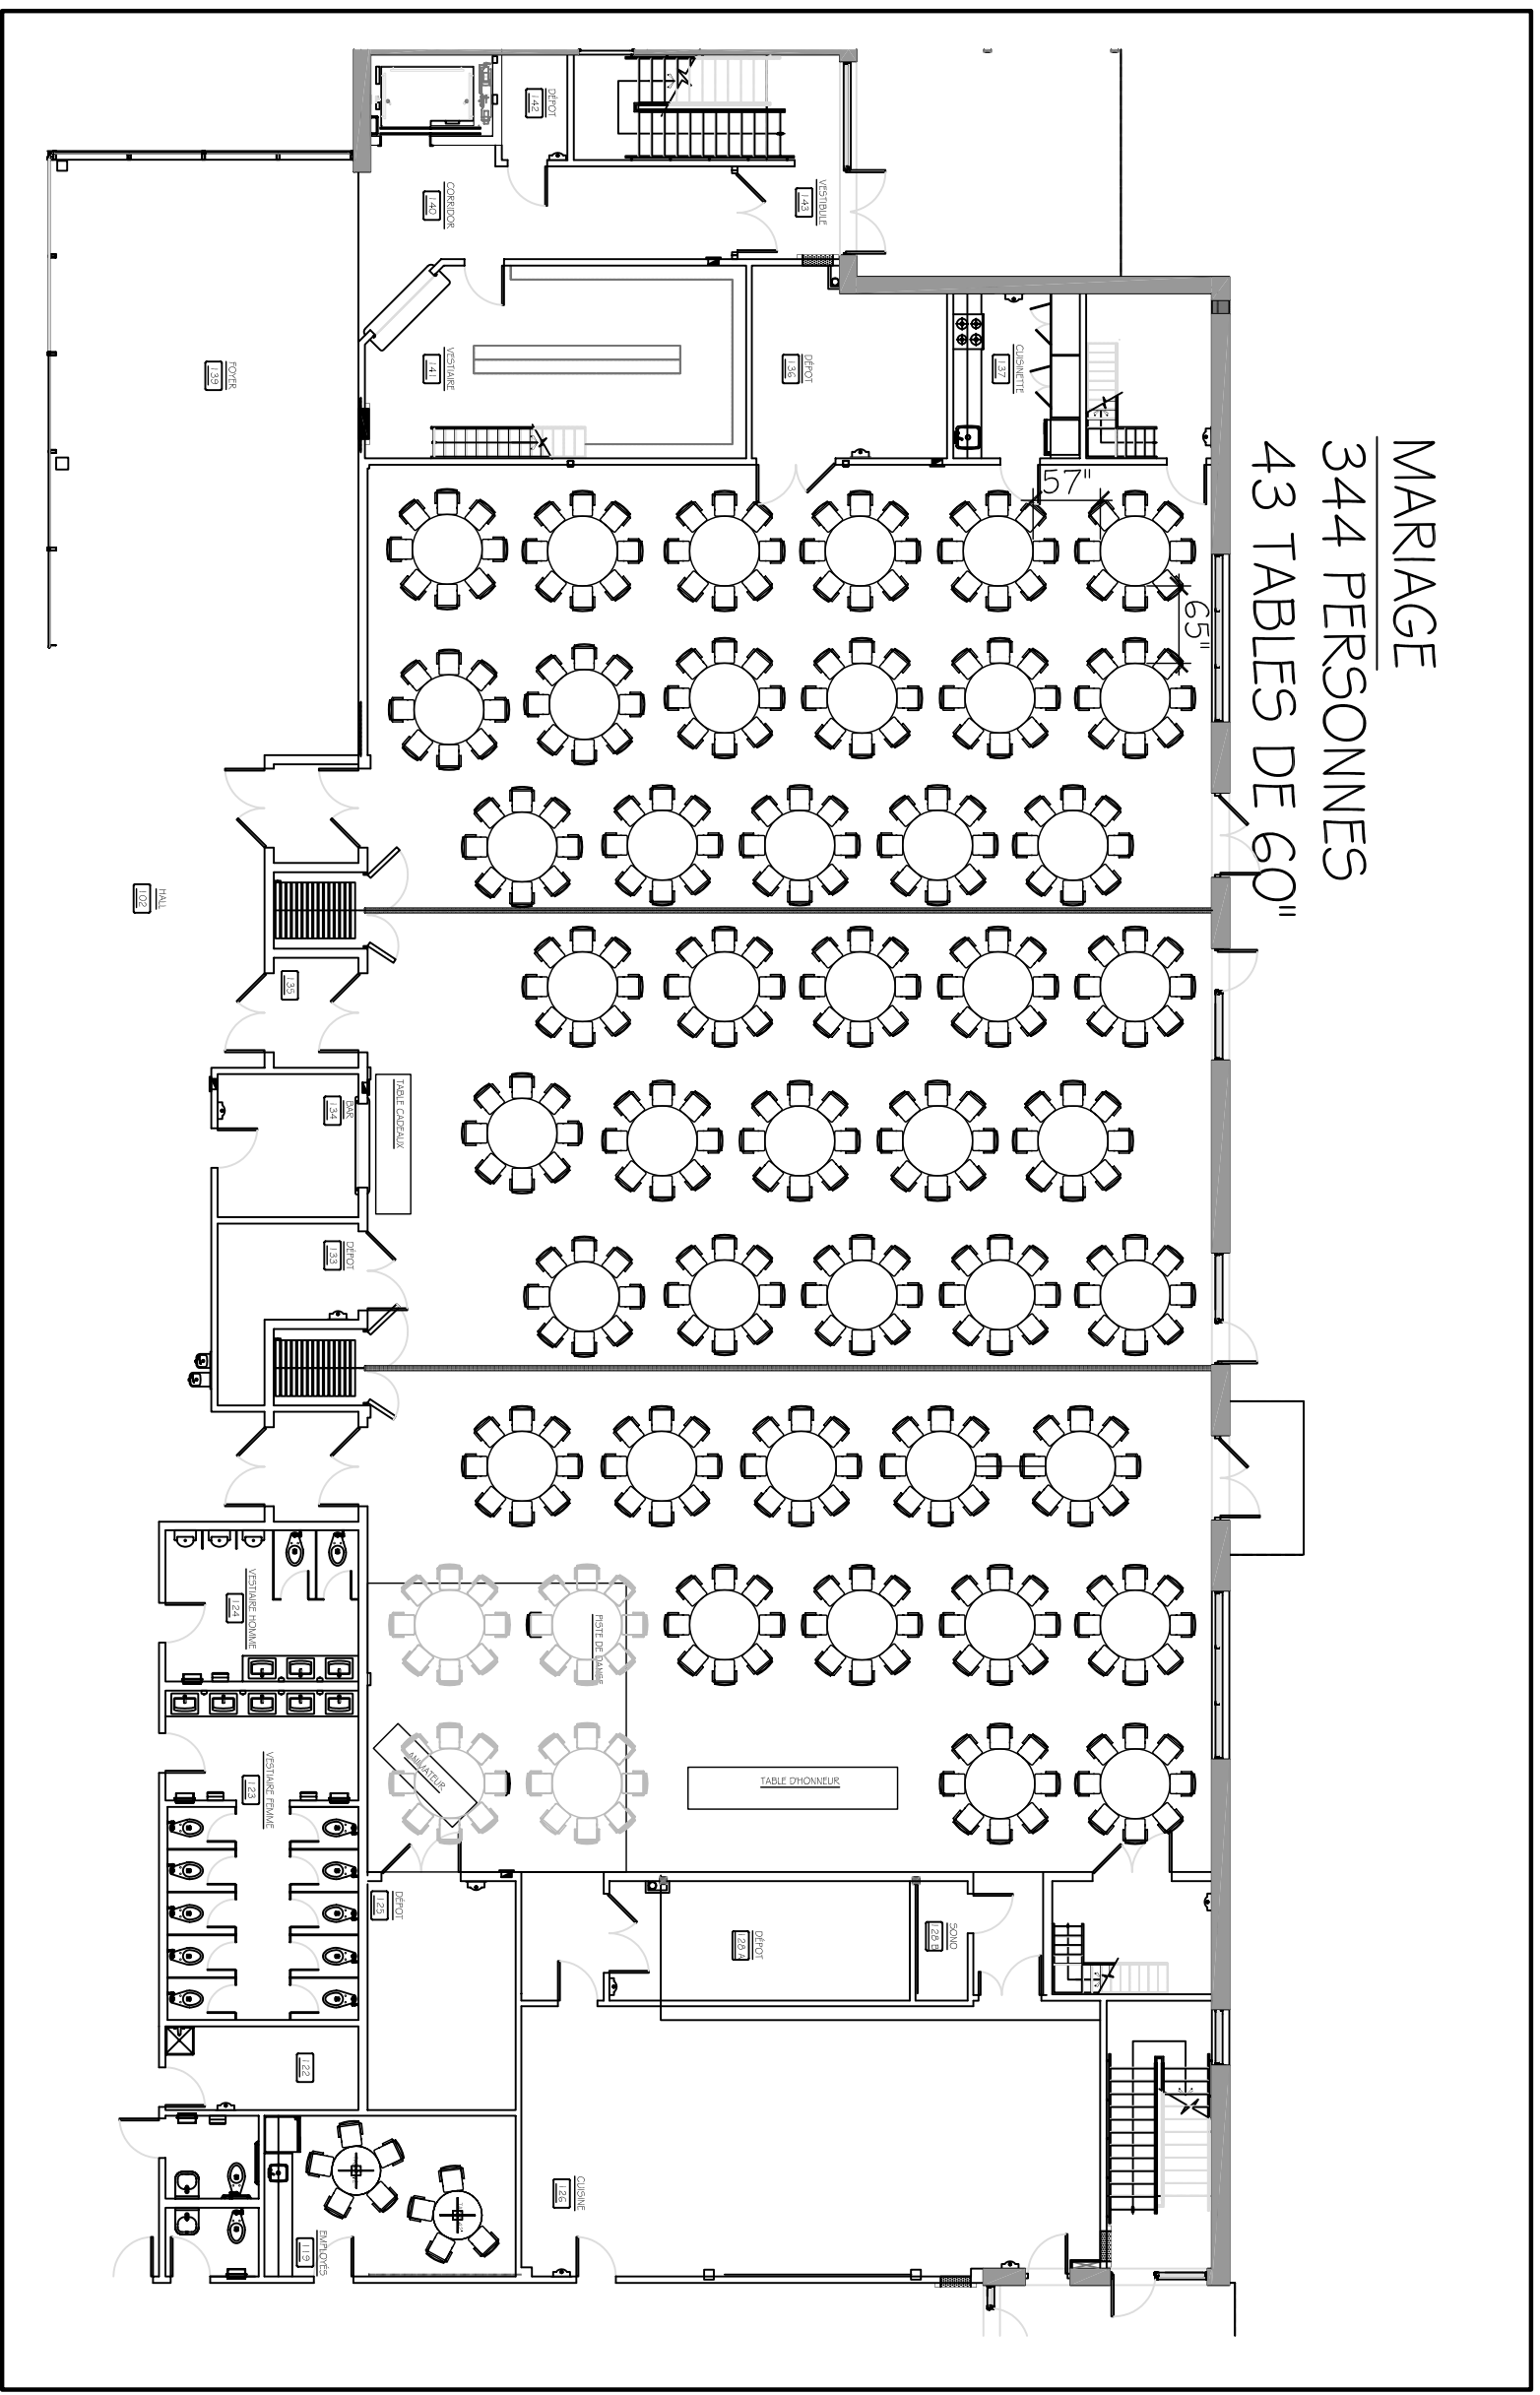 MARIAGE
344 PERSONNES
43 TABLES DE 60"
57"
65"
DÉPOT
142
VESTIBULE
143
CORRIDOR
140
FOYER
139
VESTIAIRE
141
DÉPOT
136
CUISINETTE
137
HALL
102
135
BAR
134
TABLE CADEAUX
DÉPOT
133
VESTIAIRE HOMME
124
PISTE DE DANSE
VESTIAIRE FEMME
123
ANIMATEUR
TABLE D'HONNEUR
DÉPOT
125
DÉPOT
128 A
SONO
128 B
122
CUISINE
126
EMPLOYÉS
119